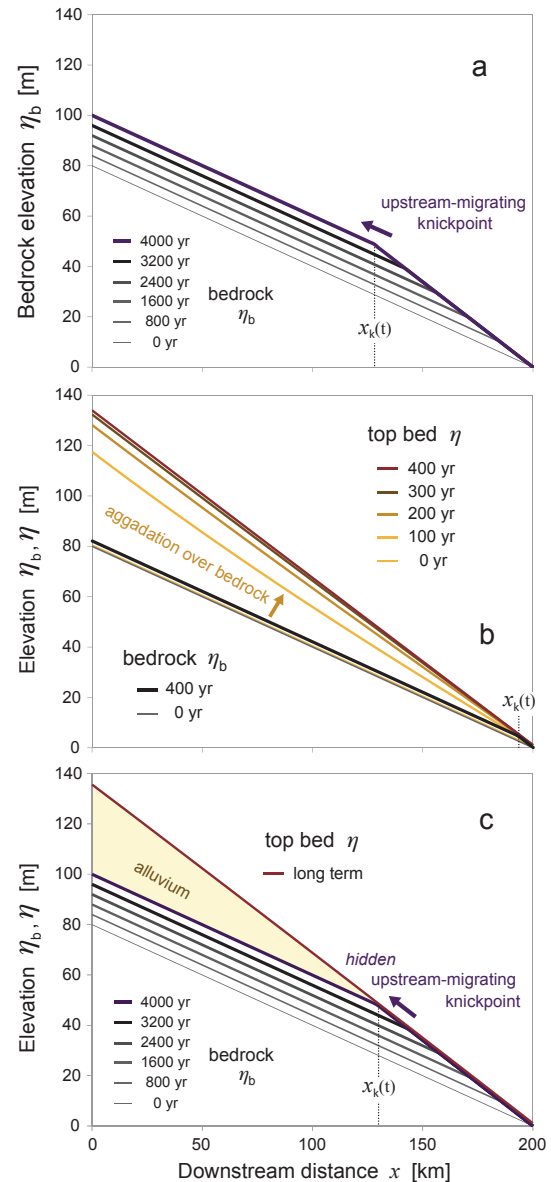 140
120
100
80
60
40
20
0
Bedrock elevation η_b [m]
a
upstream-migrating
knickpoint
4000 yr
3200 yr
2400 yr
1600 yr
800 yr
0 yr
bedrock
η_b
x_k(t)
140
120
100
80
60
40
20
0
Elevation η_b, η [m]
top bed η
400 yr
300 yr
200 yr
100 yr
0 yr
aggadation over bedrock
b
bedrock η_b
400 yr
0 yr
x_k(t)
140
120
100
80
60
40
20
0
Elevation η_b, η [m]
c
top bed η
long term
alluvium
hidden
upstream-migrating
knickpoint
4000 yr
3200 yr
2400 yr
1600 yr
800 yr
0 yr
bedrock
η_b
x_k(t)
0 50 100 150 200
Downstream distance x [km]